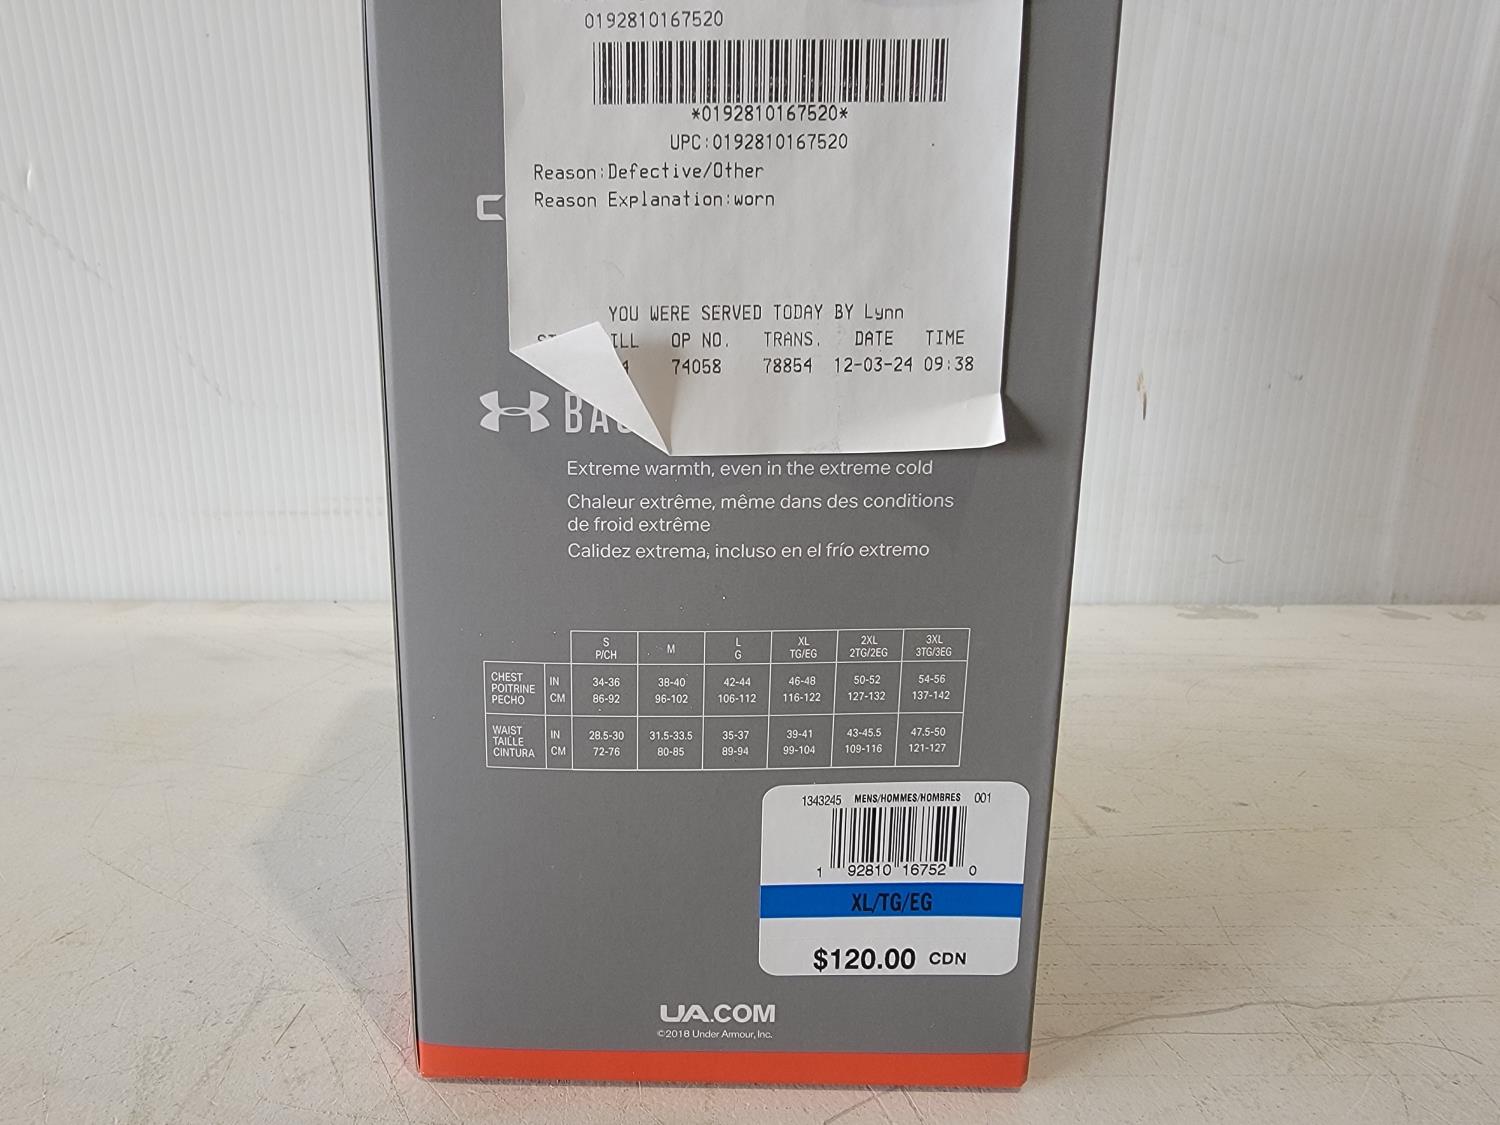 0192810167520
*0192810167520*
UPC:0192810167520
Reason:Defective/Other
Reason Explanation:worn
YOU WERE SERVED TODAY BY Lynn
OP NO. TRANS. DATE TIME
74058 78854 12-03-24 09:38
Extreme warmth, even in the extreme cold
Chaleur extrême, même dans des conditions
de froid extrême
Calidez extrema, incluso en el frío extremo
S M L XL 2XL 3XL
P/CH G TG/EG 2TG/2EG 3TG/3EG
CHEST POITRINE PECHO
IN 34-36 38-40 42-44 46-48 50-52 54-56
CM 86-92 96-102 106-112 116-122 127-132 137-142
WAIST TAILLE CINTURA
IN 28.5-30 31.5-33.5 35-37 39-41 43-45.5 47.5-50
CM 72-76 80-85 89-94 99-104 109-116 121-127
1343245 MENS/HOMMES/HOMBRES 001
1 92810 16752 0
XL/TG/EG
$120.00 CDN
UA.COM
©2018 Under Armour, Inc.